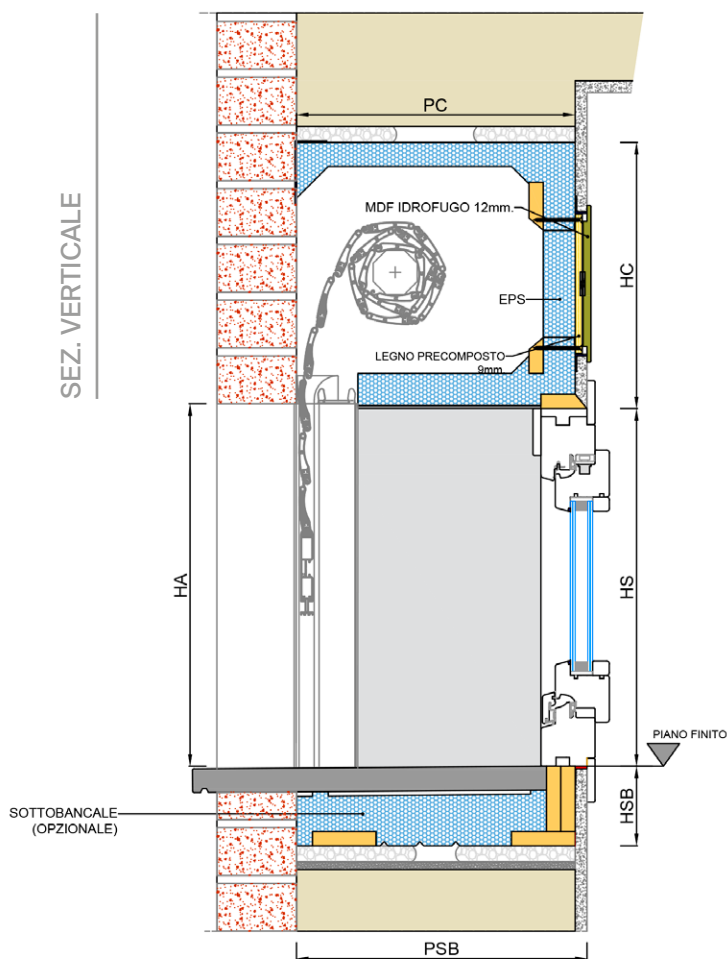 SEZ. VERTICALE
PC
MDF IDROFUGO 12mm.
HC
EPS
LEGNO PRECOMPOSTO
9mm.
HA
HS
PIANO FINITO
SOTTOBANCALE
(OPZIONALE)
HSB
PSB